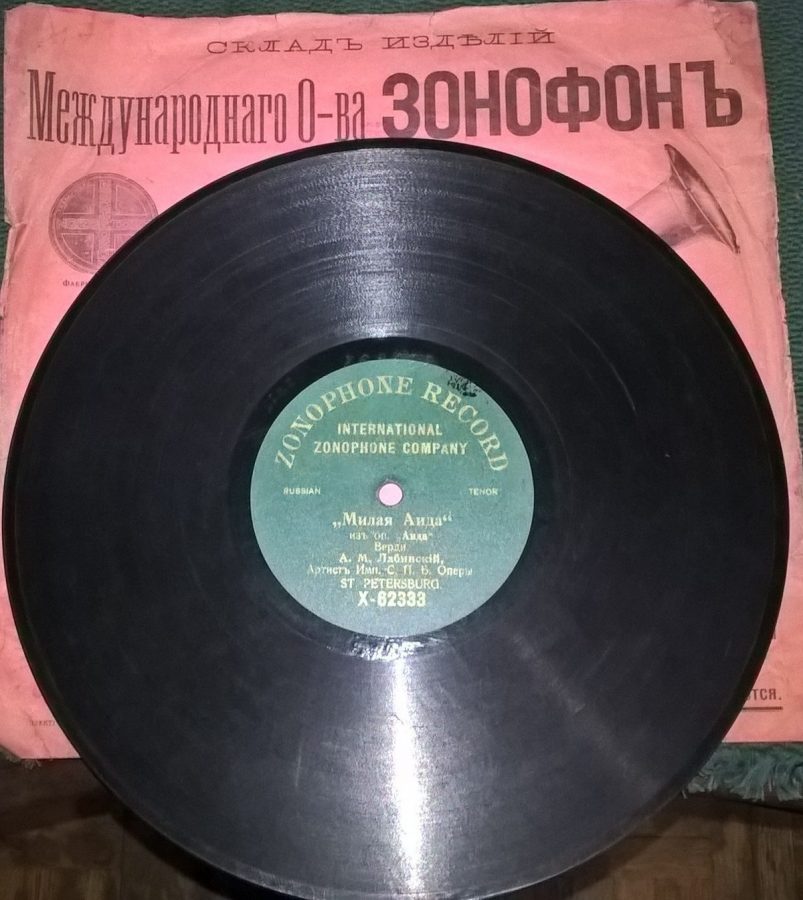 СКЛАДЪ ИЗДѢЛIЙ
Международнаго О-ва ЗОНОФОНЪ
ZONOPHONE RECORD
INTERNATIONAL
ZONOPHONE COMPANY
RUSSIAN TENOR
„Милая Аида“
изъ оп. „Аида“
Верди
А. М. Лабинскій,
Артистъ Имп. С. П. Б. Оперы
ST. PETERSBURG.
X-62333